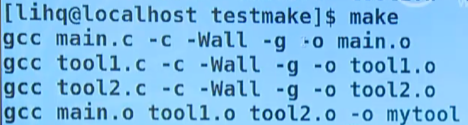 [lihq@localhost testmake]$ make
gcc main.c -c -Wall -g -o main.o
gcc tool1.c -c -Wall -g -o tool1.o
gcc tool2.c -c -Wall -g -o tool2.o
gcc main.o tool1.o tool2.o -o mytool